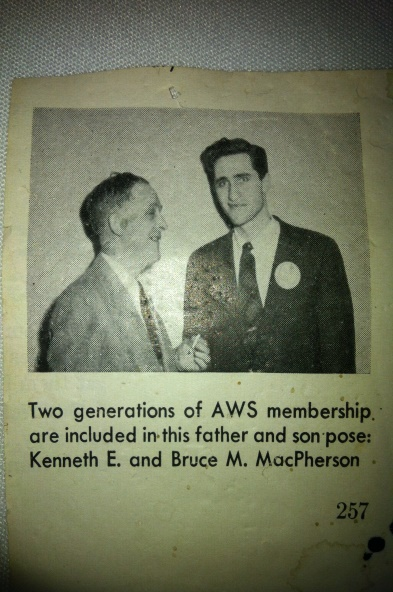 Two generations of AWS membership
are included in this father and son pose:
Kenneth E. and Bruce M. MacPherson
257